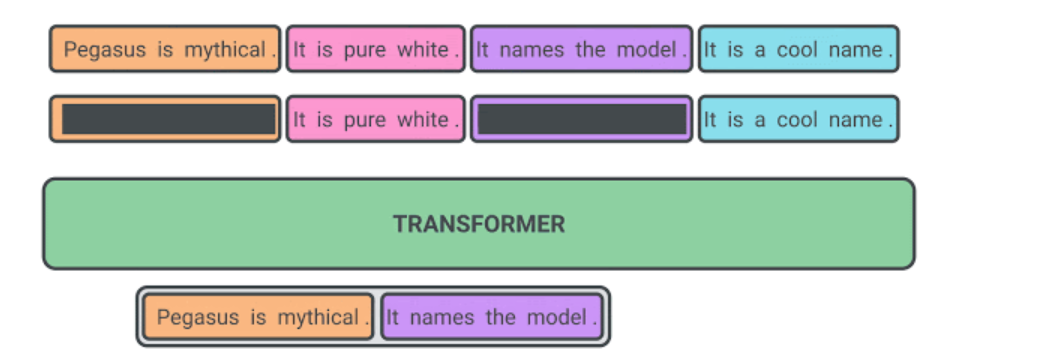 Pegasus is mythical. It is pure white. It names the model. It is a cool name.
It is pure white. It is a cool name.
TRANSFORMER
Pegasus is mythical. It names the model.